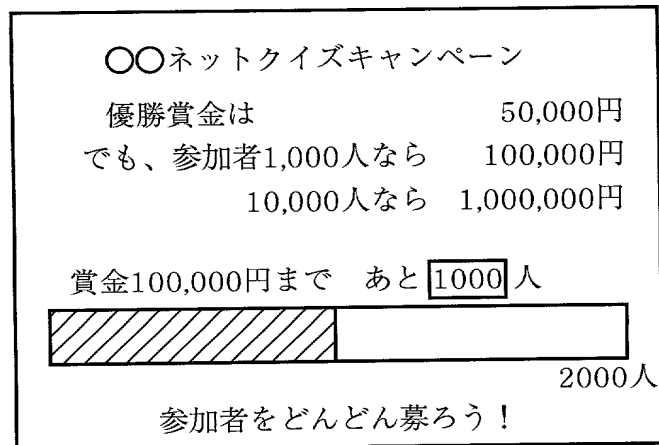 ○○ネットクイズキャンペーン
優勝賞金は 50,000円
でも、参加者1,000人なら 100,000円
10,000人なら 1,000,000円
賞金100,000円まで あと1000人
2000人
参加者をどんどん募ろう!